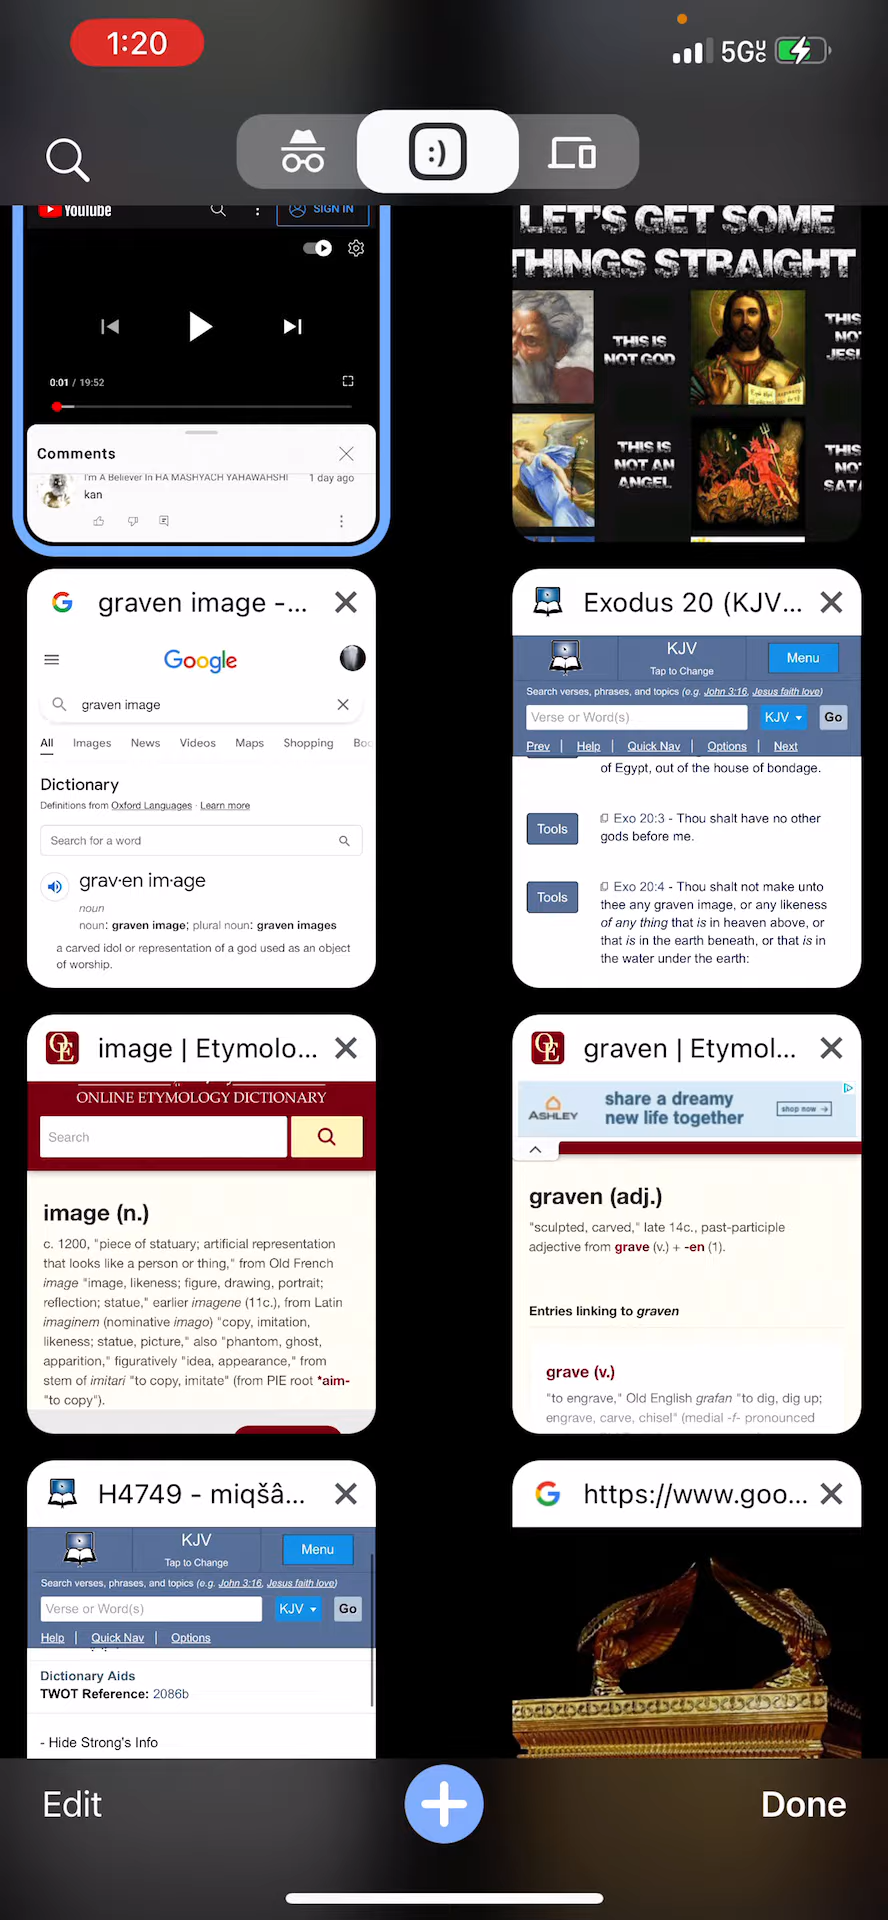 1:20
5G UC
:)
YouTube
SIGN IN
0:01 / 19:52
Comments
I'm A Believer In HA MASHYACH YAHAWAHSHI
1 day ago
kan
LET'S GET SOME
THINGS STRAIGHT
THIS IS
NOT GOD
THIS IS
NOT AN
ANGEL
graven image -...
Google
graven image
All Images News Videos Maps Shopping
Dictionary
Definitions from Oxford Languages · Learn more
Search for a word
grav·en im·age
noun
noun: graven image; plural noun: graven images
a carved idol or representation of a god used as an object
of worship.
Exodus 20 (KJV...
KJV
Tap to Change
Menu
Search verses, phrases, and topics (e.g. John 3:16, Jesus faith love)
Verse or Word(s)
KJV
Go
Prev | Help | Quick Nav | Options | Next
of Egypt, out of the house of bondage.
Tools
Exo 20:3 - Thou shalt have no other
gods before me.
Tools
Exo 20:4 - Thou shalt not make unto
thee any graven image, or any likeness
of any thing that is in heaven above, or
that is in the earth beneath, or that is in
the water under the earth:
image | Etymolo...
OE
ONLINE ETYMOLOGY DICTIONARY
Search
image (n.)
c. 1200, "piece of statuary; artificial representation
that looks like a person or thing," from Old French
image "image, likeness; figure, drawing, portrait;
reflection; statue," earlier imagene (11c.), from Latin
imaginem (nominative imago) "copy, imitation,
likeness; statue, picture," also "phantom, ghost,
apparition," figuratively "idea, appearance," from
stem of imitari "to copy, imitate" (from PIE root *aim-
"to copy").
graven | Etymol...
OE
ASHLEY
share a dreamy
new life together
shop now →
graven (adj.)
"sculpted, carved," late 14c., past-participle
adjective from grave (v.) + -en (1).
Entries linking to graven
grave (v.)
"to engrave," Old English grafan "to dig, dig up;
engrave, carve, chisel" (medial -f- pronounced
H4749 - miqšâ...
KJV
Tap to Change
Menu
Search verses, phrases, and topics (e.g. John 3:16, Jesus faith love)
Verse or Word(s)
KJV
Go
Help | Quick Nav | Options
Dictionary Aids
TWOT Reference: 2086b
- Hide Strong's Info
https://www.goo...
Edit
Done